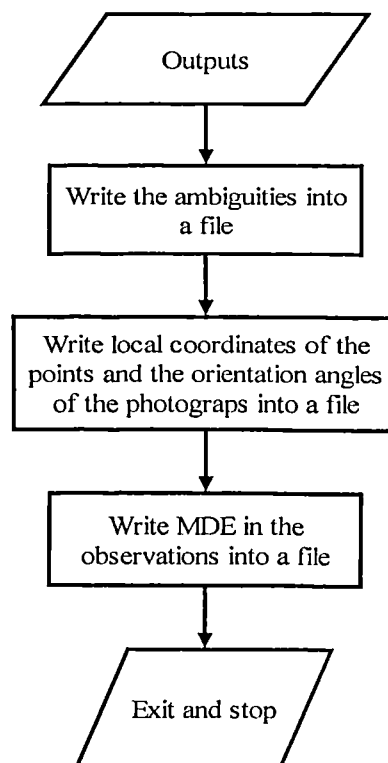 Outputs
Write the ambiguities into
a file
Write local coordinates of the
points and the orientation angles
of the photograps into a file
Write MDE in the
observations into a file
Exit and stop